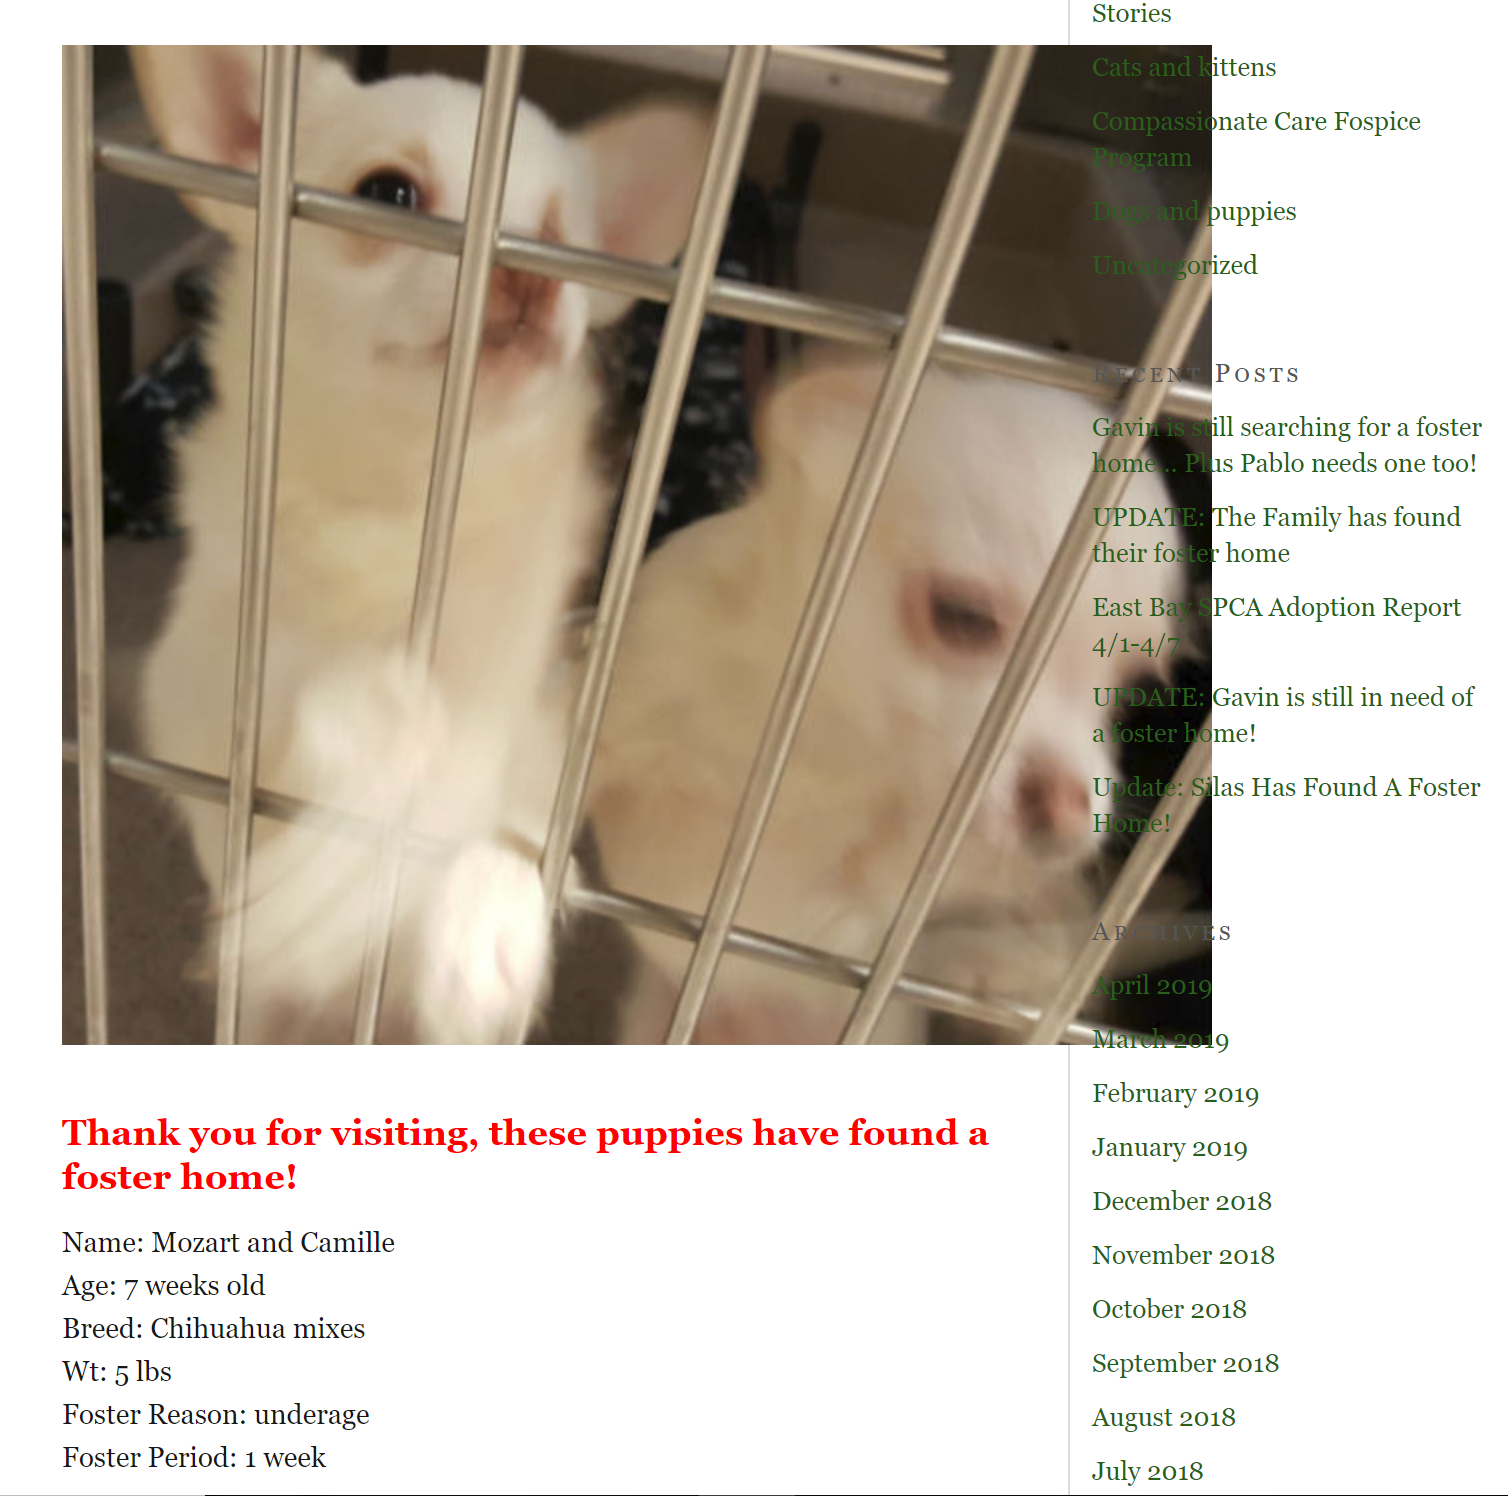 Stories
Cats and kittens
Compassionate Care Fospice
Program
Dogs and puppies
Uncategorized
Recent Posts
Gavin is still searching for a foster
home... Plus Pablo needs one too!
UPDATE: The Family has found
their foster home
East Bay SPCA Adoption Report
4/1-4/7
UPDATE: Gavin is still in need of
a foster home!
Update: Silas Has Found A Foster
Home!
Archives
April 2019
March 2019
February 2019
January 2019
December 2018
November 2018
October 2018
September 2018
August 2018
July 2018
Thank you for visiting, these puppies have found a
foster home!
Name: Mozart and Camille
Age: 7 weeks old
Breed: Chihuahua mixes
Wt: 5 lbs
Foster Reason: underage
Foster Period: 1 week